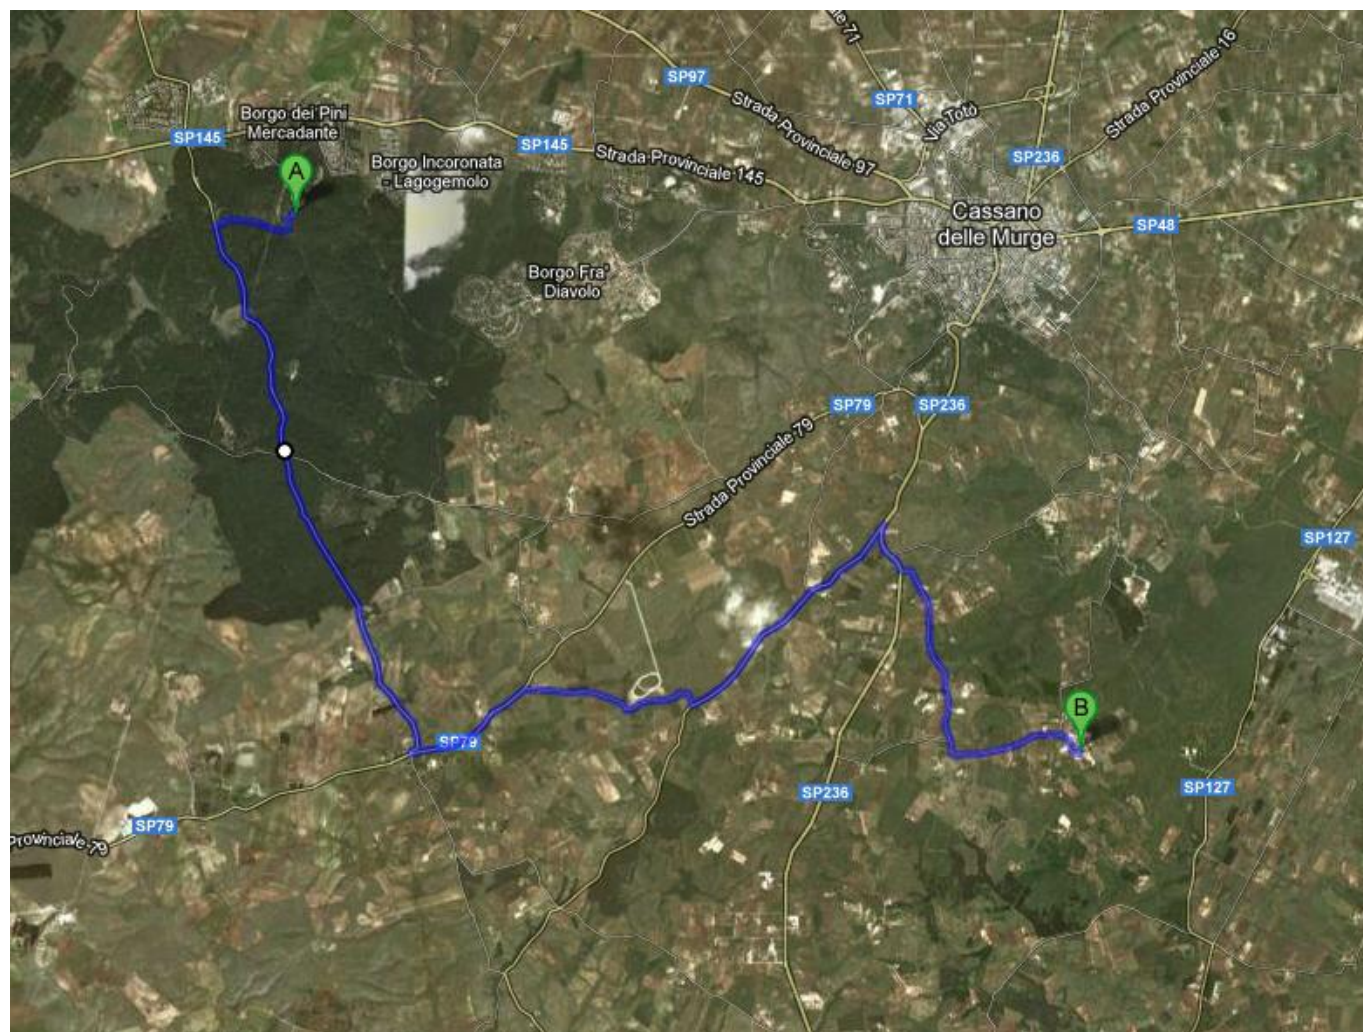 le 71
SP97
SP71
Strada Provinciale 16
Borgo dei Pini
Mercadante
Strada Provinciale 97
Via Totò
SP145
SP145
Strada Provinciale 145
SP236
Borgo Incoronata
- Lagogemolo
A
Cassano
delle Murge
SP48
Borgo Fra'
Diavolo
SP79
SP236
Strada Provinciale 79
SP127
B
SP79
SP236
SP127
SP79
Provinciale 79